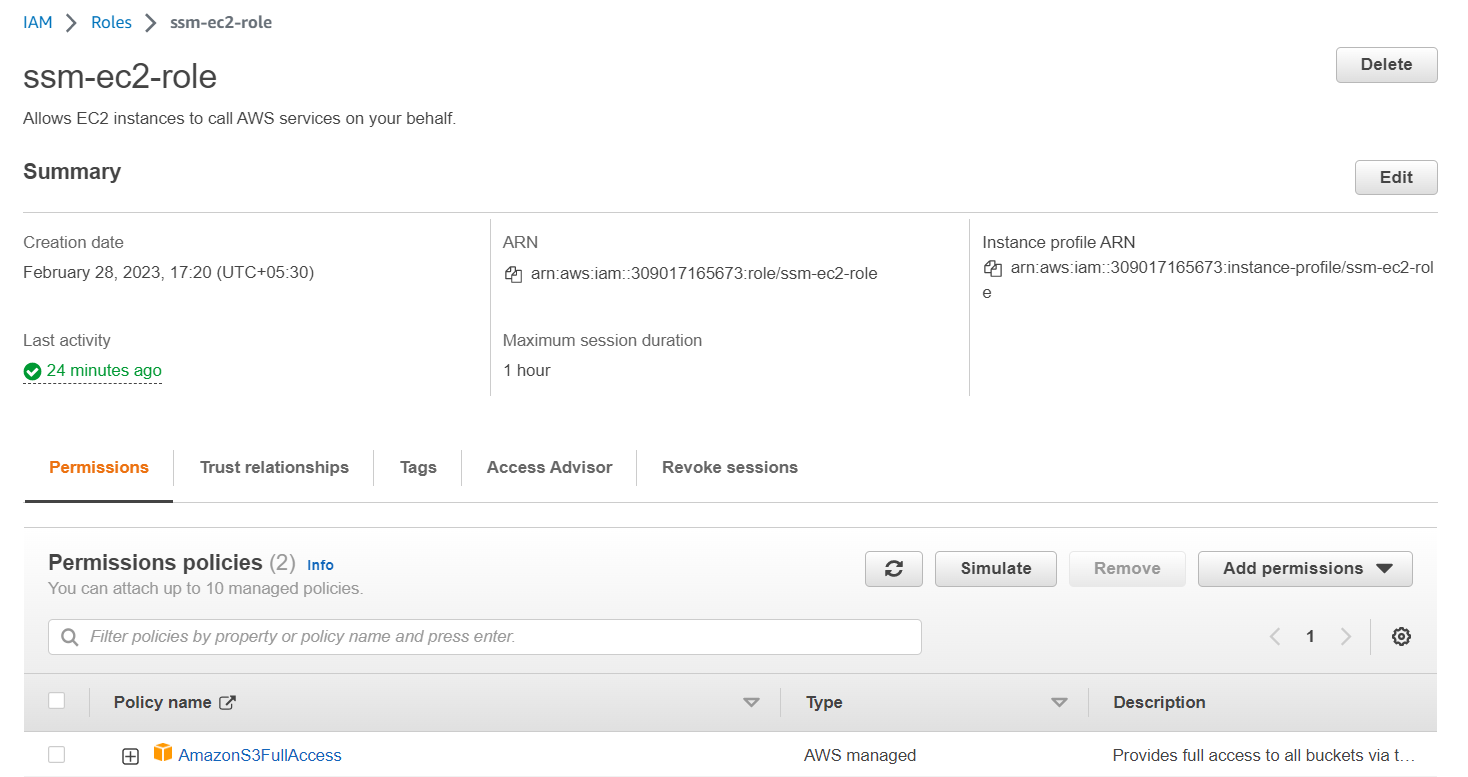 IAM > Roles > ssm-ec2-role
ssm-ec2-role
Delete
Allows EC2 instances to call AWS services on your behalf.
Summary
Edit
Creation date
February 28, 2023, 17:20 (UTC+05:30)
ARN
arn:aws:iam::309017165673:role/ssm-ec2-role
Instance profile ARN
arn:aws:iam::309017165673:instance-profile/ssm-ec2-rol
e
Last activity
24 minutes ago
Maximum session duration
1 hour
Permissions
Trust relationships
Tags
Access Advisor
Revoke sessions
Permissions policies (2) Info
You can attach up to 10 managed policies.
Simulate
Remove
Add permissions
Filter policies by property or policy name and press enter.
1
Policy name
Type
Description
AmazonS3FullAccess
AWS managed
Provides full access to all buckets via t...